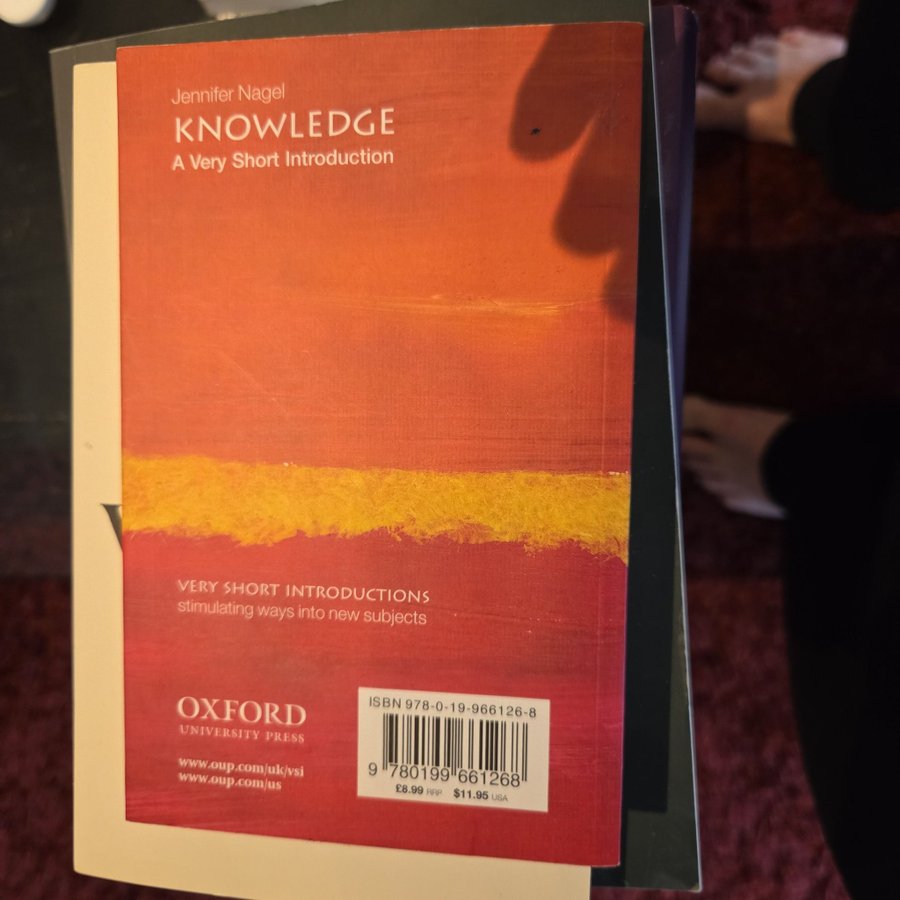 Jennifer Nagel
KNOWLEDGE
A Very Short Introduction
VERY SHORT INTRODUCTIONS
stimulating ways into new subjects
OXFORD
UNIVERSITY PRESS
www.oup.com/uk/vsi
www.oup.com/us
ISBN 978-0-19-966126-8
9 780199 661268
£8.99 RRP $11.95 USA